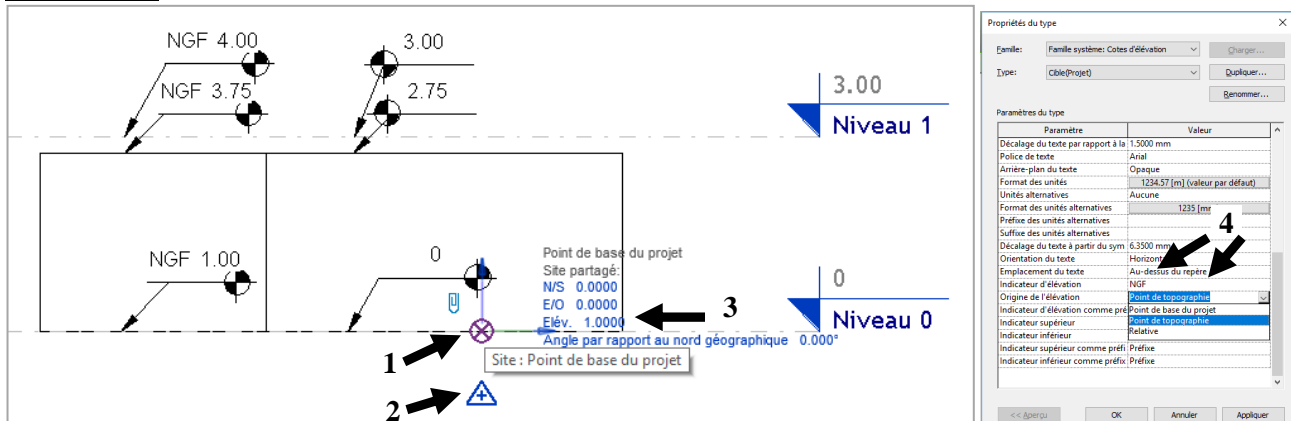 NGF 4.00
3.00
NGF 3.75
2.75
3.00
Niveau 1
NGF 1.00
0
Point de base du projet
Site partagé:
N/S 0.0000
E/O 0.0000
Elév. 1.0000
3
Angle par rapport au nord géographique 0.000°
0
Niveau 0
1
Site : Point de base du projet
2
Propriétés du type
Famille: Famille système: Cotes d'élévation Charger...
Type: Cible(Projet) Dupliquer...
Renommer...
Paramètres du type
Paramètre Valeur
Décalage du texte par rapport à la 1.5000 mm
Police de texte Arial
Arrière-plan du texte Opaque
Format des unités 1234.57 [m] (valeur par défaut)
Unités alternatives Aucune
Format des unités alternatives 1235
Préfixe des unités alternatives
4
Suffixe des unités alternatives
Décalage du texte à partir du sym 6.3500 mm
Orientation du texte
Emplacement du texte Au-dessus du repère
Indicateur d'élévation NGF
Origine de l'élévation Point de topographie
Indicateur d'élévation comme pré Point de base du projet
Indicateur supérieur Point de topographie
Indicateur inférieur Relative
Indicateur supérieur comme préfi Préfixe
Indicateur inférieur comme préfix Préfixe
<< Aperçu OK Annuler Appliquer